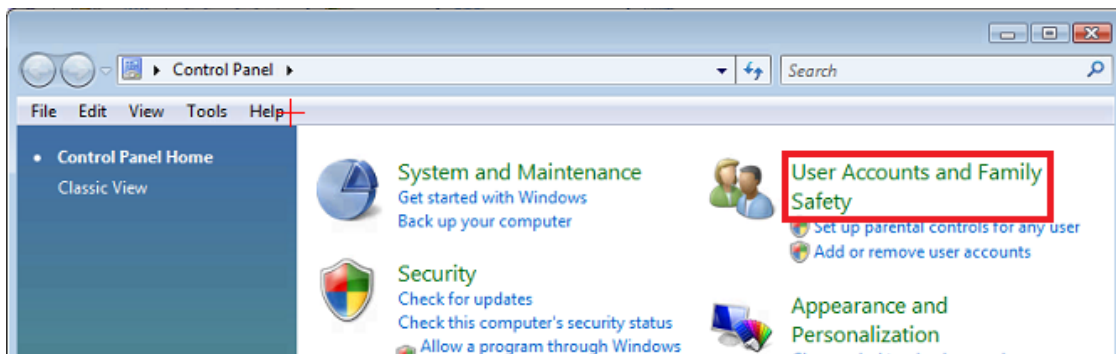 Control Panel
Search
File Edit View Tools Help
Control Panel Home
Classic View
System and Maintenance
Get started with Windows
Back up your computer
Security
Check for updates
Check this computer's security status
Allow a program through Windows
User Accounts and Family
Safety
Set up parental controls for any user
Add or remove user accounts
Appearance and
Personalization